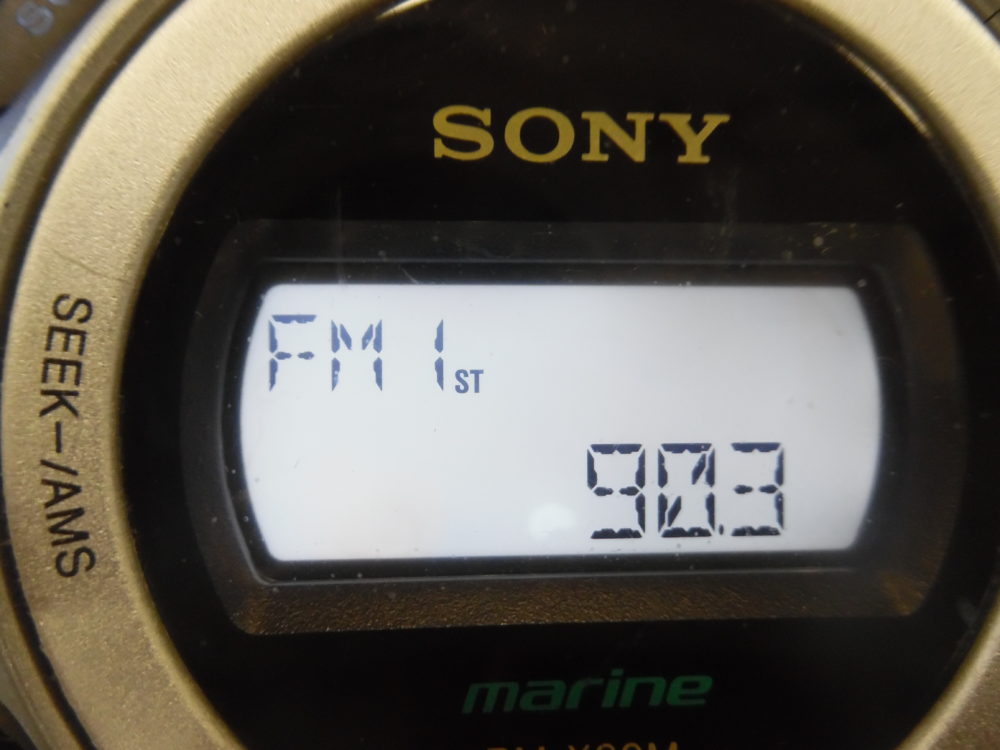 SONY
SEEK-/AMS
FM1 ST
90.3
marine